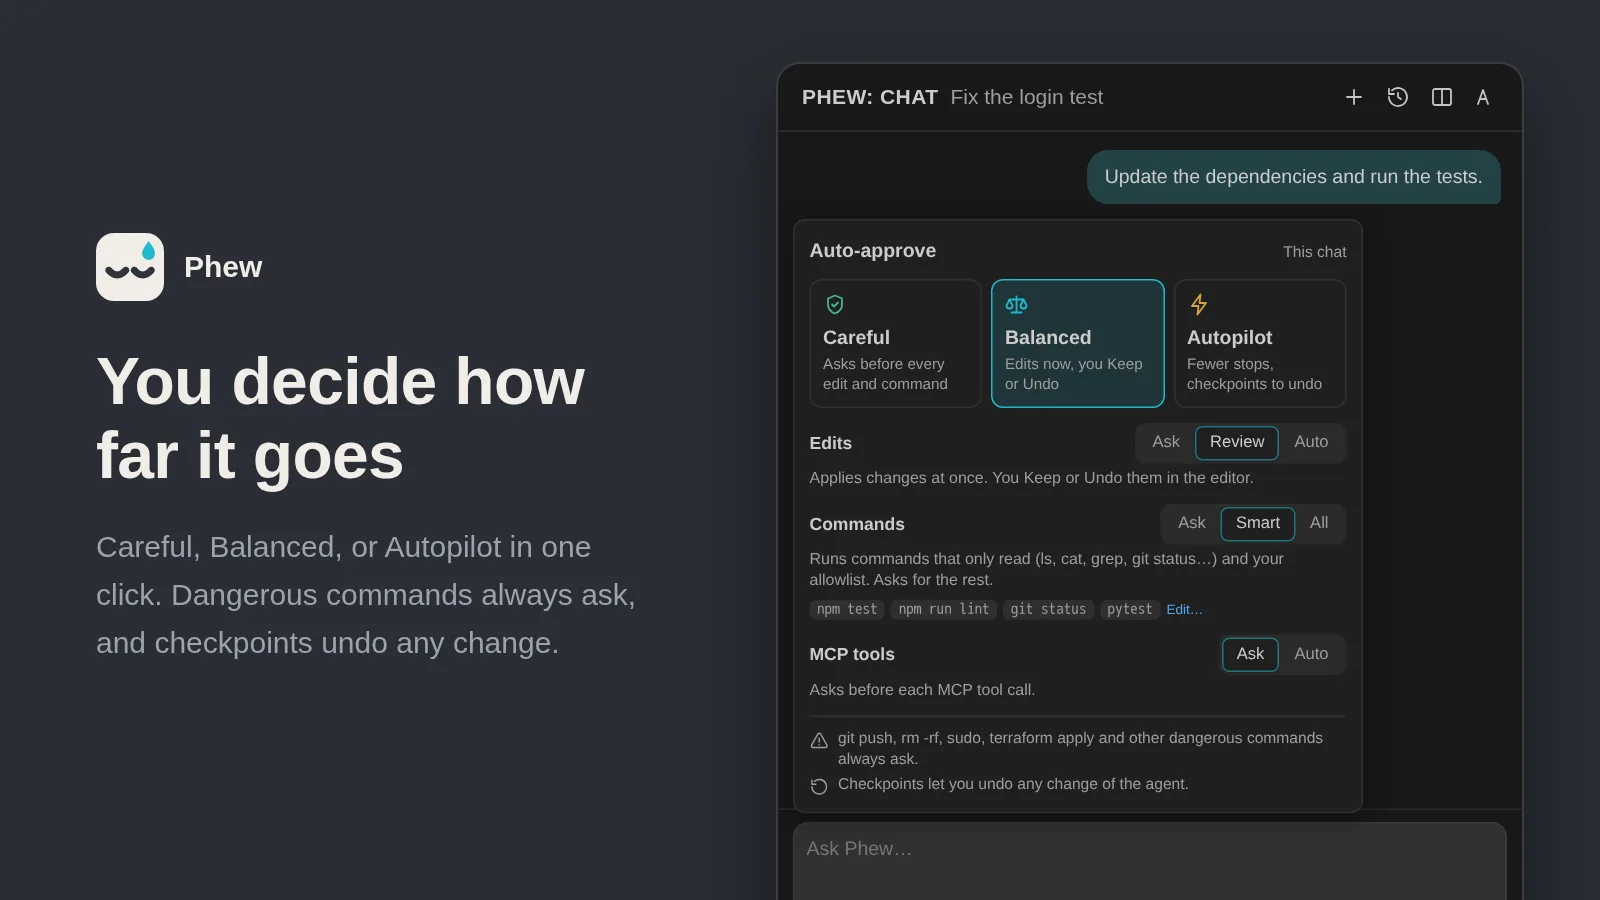 Phew
You decide how
far it goes
Careful, Balanced, or Autopilot in one
click. Dangerous commands always ask,
and checkpoints undo any change.
PHEW: CHAT Fix the login test
Update the dependencies and run the tests.
Auto-approve This chat
Careful
Asks before every
edit and command
Balanced
Edits now, you Keep
or Undo
Autopilot
Fewer stops,
checkpoints to undo
Edits Ask Review Auto
Applies changes at once. You Keep or Undo them in the editor.
Commands Ask Smart All
Runs commands that only read (ls, cat, grep, git status…) and your
allowlist. Asks for the rest.
npm test npm run lint git status pytest Edit…
MCP tools Ask Auto
Asks before each MCP tool call.
git push, rm -rf, sudo, terraform apply and other dangerous commands
always ask.
Checkpoints let you undo any change of the agent.
Ask Phew…